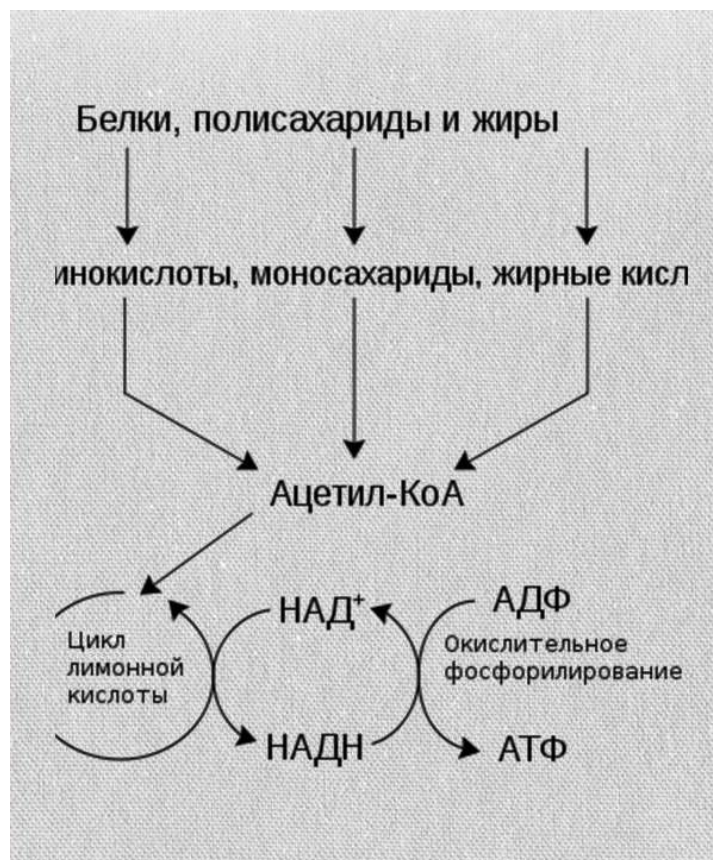 Белки, полисахариды и жиры
инокислоты, моносахариды, жирные кисл
Ацетил-КоА
НАД⁺
АДФ
Цикл
лимонной
кислоты
Окислительное
фосфорилирование
НАДН
АТФ